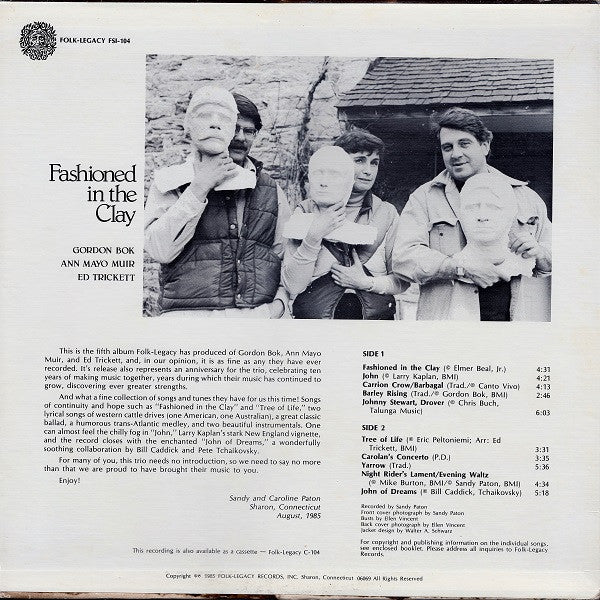 FOLK-LEGACY FSI-104
Fashioned
in the
Clay
GORDON BOK
ANN MAYO MUIR
ED TRICKETT
This is the fifth album Folk-Legacy has produced of Gordon Bok, Ann Mayo
Muir, and Ed Trickett, and, in our opinion, it is as fine as any they have ever
recorded. It's release also represents an anniversary for the trio, celebrating ten
years of making music together, years during which their music has continued to
grow, discovering ever greater strengths.
And what a fine collection of songs and tunes they have for us this time! Songs
of continuity and hope such as "Fashioned in the Clay" and "Tree of Life," two
lyrical songs of western cattle drives (one American, one Australian), a great classic
ballad, a humorous trans-Atlantic medley, and two beautiful instrumentals. One
can almost feel the chilly fog in "John," Larry Kaplan's stark New England vignette,
and the record closes with the enchanted "John of Dreams," a wonderfully
soothing collaboration by Bill Caddick and Pete Tchaikovsky.
For many of you, this trio needs no introduction, so we need to say no more
than that we are proud to have brought their music to you.
Enjoy!
Sandy and Caroline Paton
Sharon, Connecticut
August, 1985
This recording is also available as a cassette — Folk-Legacy C-104
SIDE 1
Fashioned in the Clay (© Elmer Beal, Jr.) 4:31
John (© Larry Kaplan, BMI) 4:21
Carrion Crow/Barbagal (Trad./© Canto Vivo) 4:13
Barley Rising (Trad./© Gordon Bok, BMI) 2:46
Johnny Stewart, Drover (© Chris Buch,
Talunga Music) 6:03
SIDE 2
Tree of Life (© Eric Peltoniemi; Arr: Ed
Trickett, BMI) 3:31
Carolan's Concerto (P.D.) 3:35
Yarrow (Trad.) 5:36
Night Rider's Lament/Evening Waltz
(© Mike Burton, BMI/© Sandy Paton, BMI) 4:34
John of Dreams (© Bill Caddick, Tchaikovsky) 5:18
Recorded by Sandy Paton
Front cover photograph by Sandy Paton
Busts by Ellen Vincent
Back cover photograph by Ellen Vincent
Jacket design by Walter A. Schwarz
For copyright and publishing information on the individual songs,
see enclosed booklet. Please address all inquiries to Folk-Legacy
Records.
Copyright ©℗ 1985 FOLK-LEGACY RECORDS, INC. Sharon, Connecticut 06069 All Rights Reserved